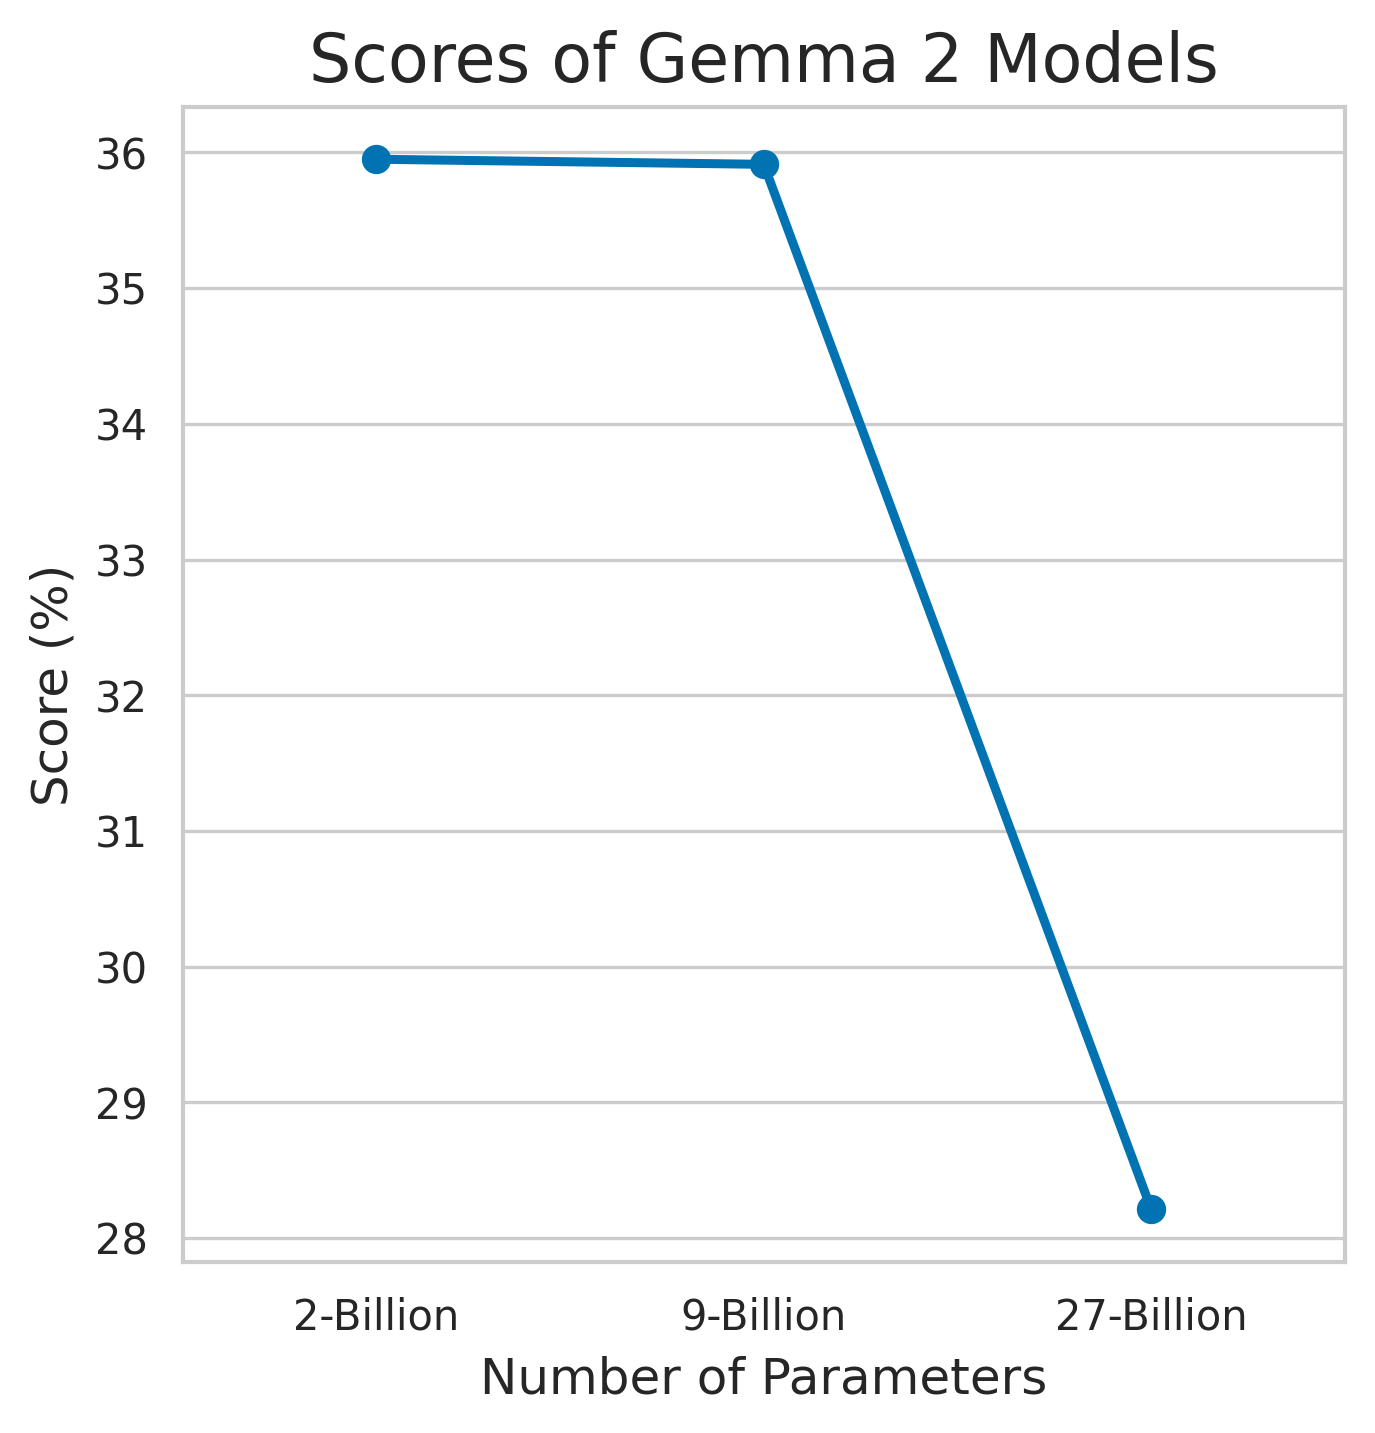 Scores of Gemma 2 Models
Score (%)
36
35
34
33
32
31
30
29
28
2-Billion
9-Billion
27-Billion
Number of Parameters